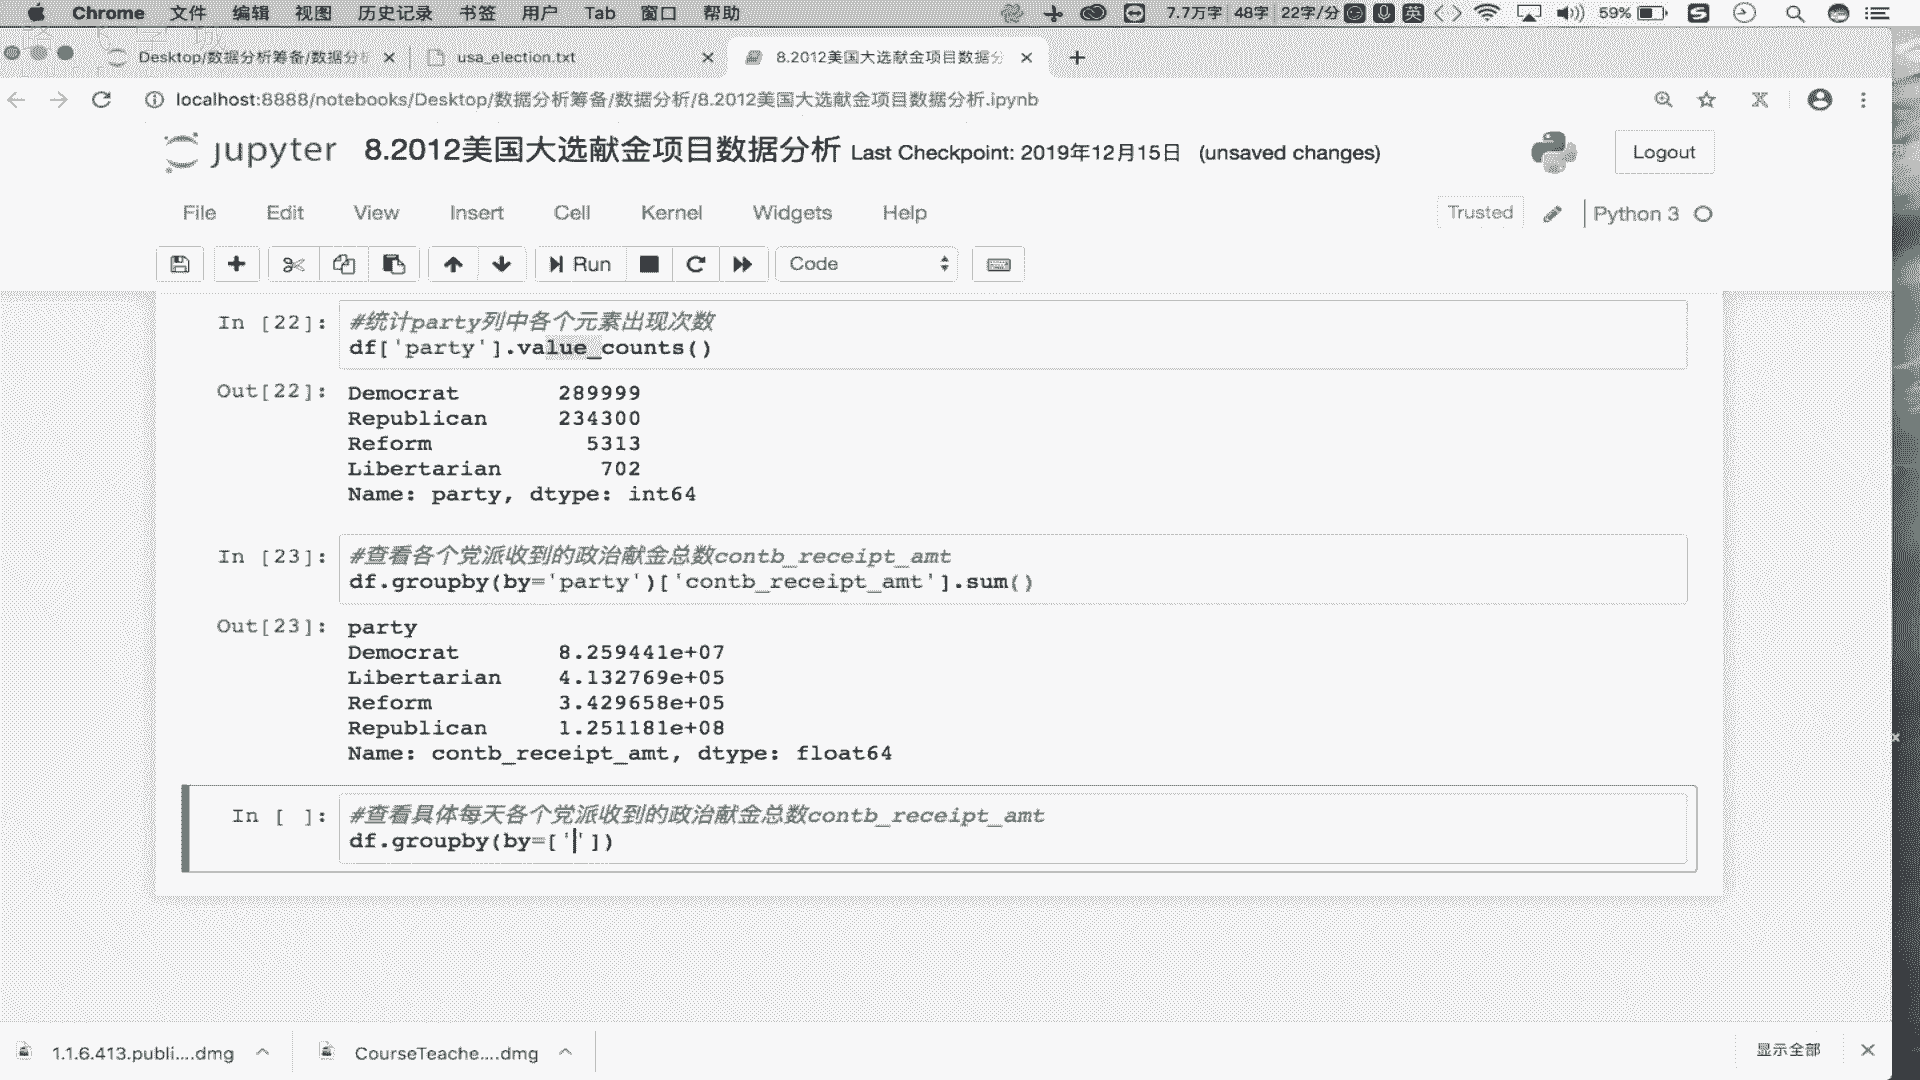 Chrome 文件 编辑 视图 历史记录 书签 用户 Tab 窗口 帮助 7.7万字 48字 22字/分 英 59%
Desktop/数据分析筹备/数据分析 usa_election.txt 8.2012美国大选献金项目数据分
localhost:8888/notebooks/Desktop/数据分析筹备/数据分析/8.2012美国大选献金项目数据分析.ipynb
jupyter 8.2012美国大选献金项目数据分析 Last Checkpoint: 2019年12月15日 (unsaved changes) Logout
File Edit View Insert Cell Kernel Widgets Help Trusted Python 3
Run Code
In [22]: #统计party列中各个元素出现次数
df['party'].value_counts()
Out[22]: Democrat 289999
Republican 234300
Reform 5313
Libertarian 702
Name: party, dtype: int64
In [23]: #查看各个党派收到的政治献金总数contb_receipt_amt
df.groupby(by='party')['contb_receipt_amt'].sum()
Out[23]: party
Democrat 8.259441e+07
Libertarian 4.132769e+05
Reform 3.429658e+05
Republican 1.251181e+08
Name: contb_receipt_amt, dtype: float64
In [ ]: #查看具体每天各个党派收到的政治献金总数contb_receipt_amt
df.groupby(by=[''])
1.1.6.413.publi....dmg CourseTeache....dmg 显示全部